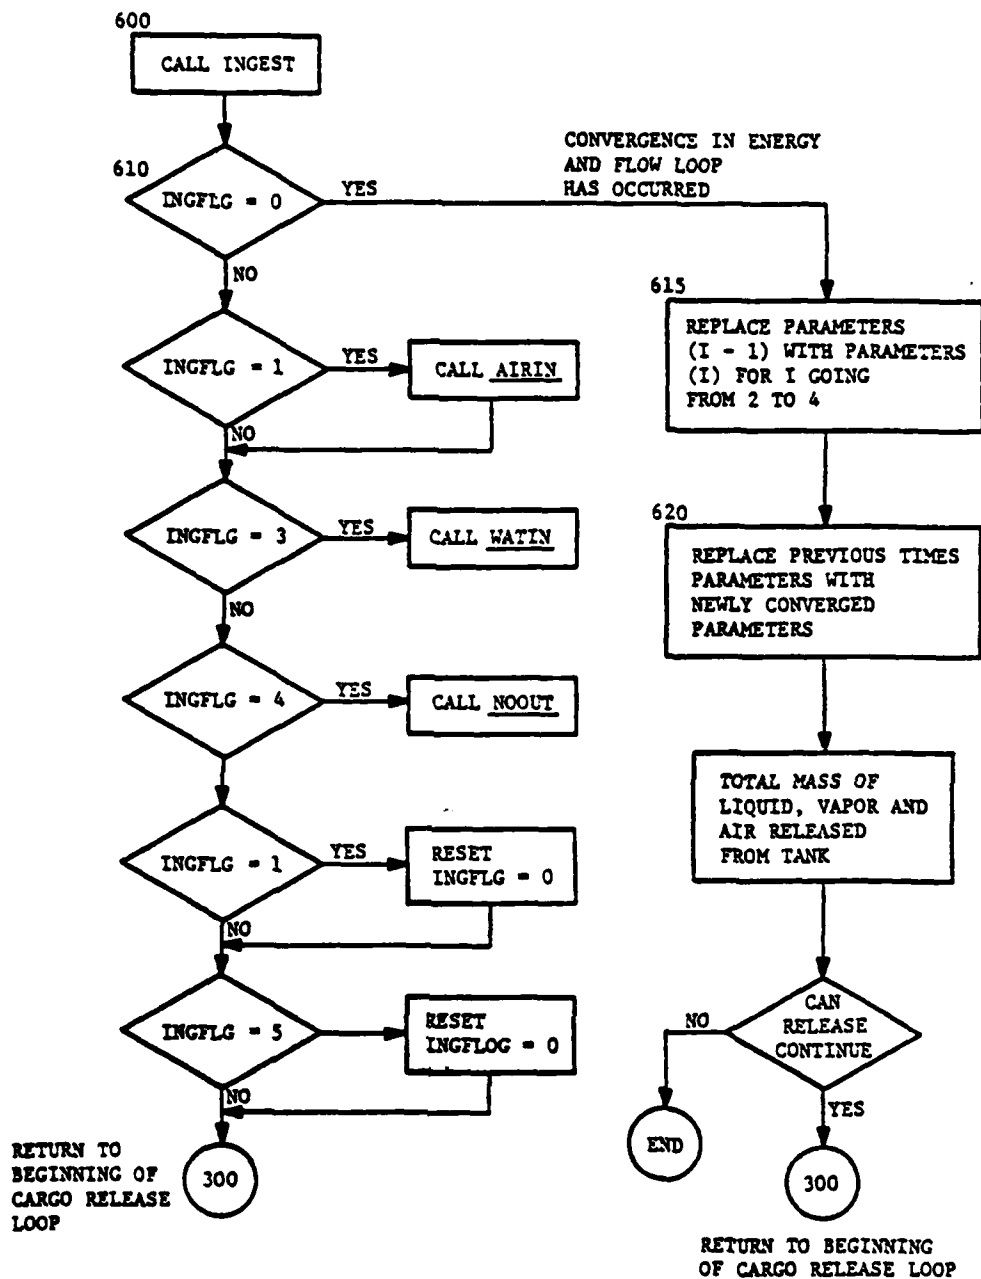 600
CALL INGEST
610
INGFLG = 0
YES
CONVERGENCE IN ENERGY
AND FLOW LOOP
HAS OCCURRED
NO
INGFLG = 1
YES
CALL AIRIN
NO
INGFLG = 3
YES
CALL WATIN
NO
INGFLG = 4
YES
CALL NOOUT
INGFLG = 1
YES
RESET
INGFLG = 0
NO
INGFLG = 5
RESET
INGFLOG = 0
NO
RETURN TO
BEGINNING OF
CARGO RELEASE
LOOP
300
615
REPLACE PARAMETERS
(I - 1) WITH PARAMETERS
(I) FOR I GOING
FROM 2 TO 4
620
REPLACE PREVIOUS TIMES
PARAMETERS WITH
NEWLY CONVERGED
PARAMETERS
TOTAL MASS OF
LIQUID, VAPOR AND
AIR RELEASED
FROM TANK
CAN
RELEASE
CONTINUE
NO
YES
END
300
RETURN TO BEGINNING
OF CARGO RELEASE LOOP